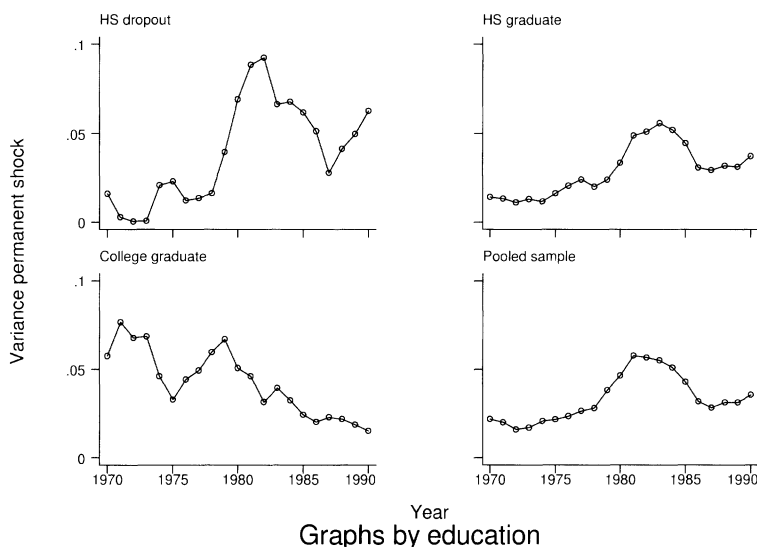 HS dropout
HS graduate
.1
.05
0
College graduate
Pooled sample
.1
.05
0
1970 1975 1980 1985 1990
1970 1975 1980 1985 1990
Variance permanent shock
Year
Graphs by education